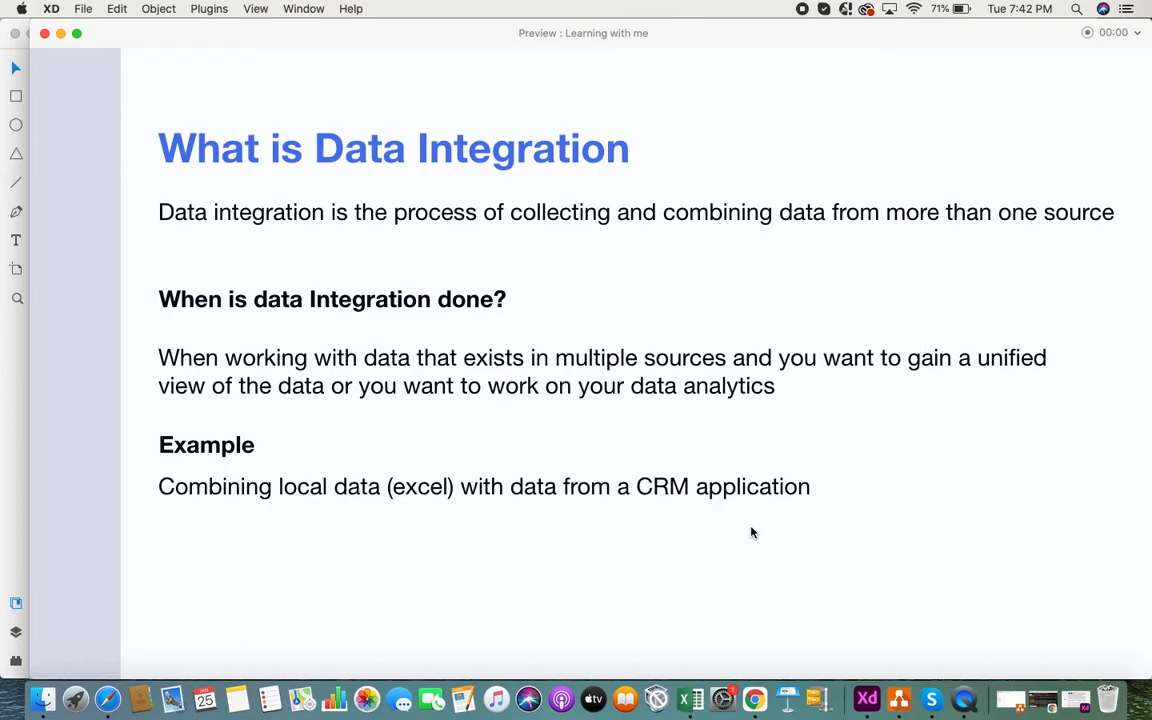 XD File Edit Object Plugins View Window Help 71% Tue 7:42 PM
Preview : Learning with me 00:00
What is Data Integration
Data integration is the process of collecting and combining data from more than one source
When is data Integration done?
When working with data that exists in multiple sources and you want to gain a unified
view of the data or you want to work on your data analytics
Example
Combining local data (excel) with data from a CRM application
JAN
25
Xd